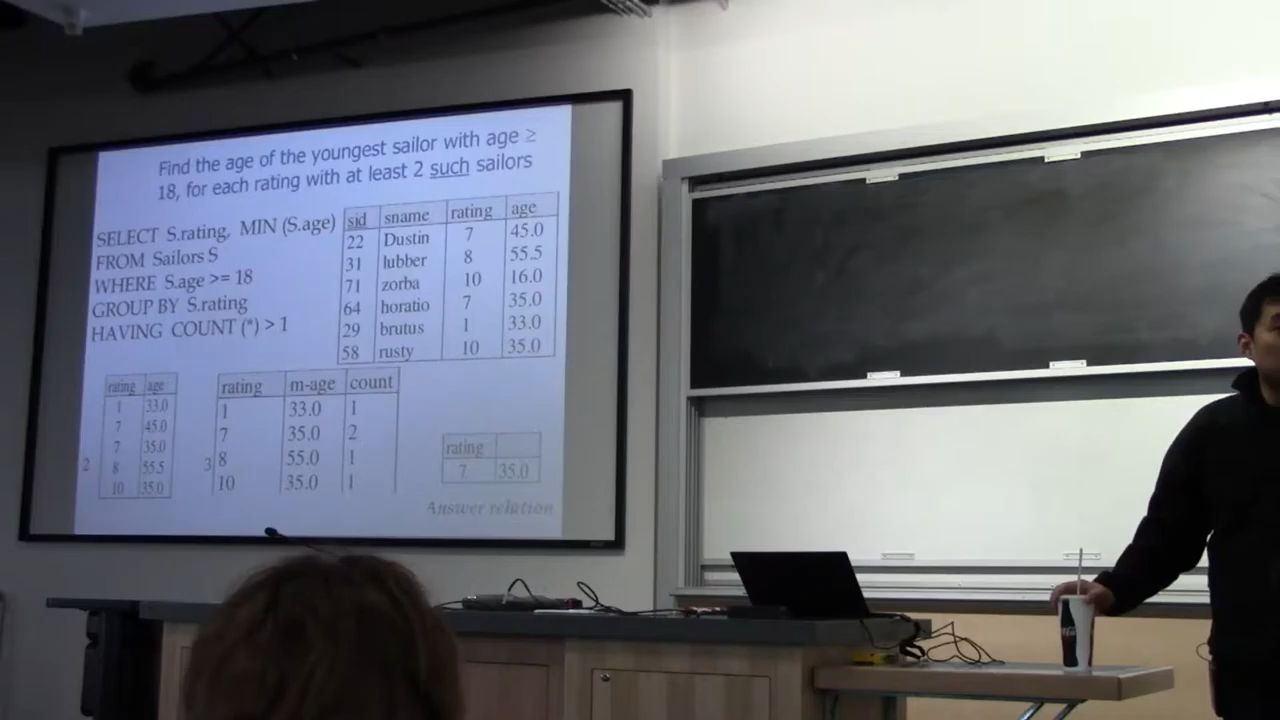 Find the age of the youngest sailor with age ≥
18, for each rating with at least 2 such sailors
SELECT S.rating, MIN (S.age)
FROM Sailors S
WHERE S.age >= 18
GROUP BY S.rating
HAVING COUNT (*) > 1
sid sname rating age
22 Dustin 7 45.0
31 lubber 8 55.5
71 zorba 10 16.0
64 horatio 7 35.0
29 brutus 1 33.0
58 rusty 10 35.0
rating age
1 33.0
7 45.0
7 35.0
2 8 55.5
10 35.0
rating m-age count
1 33.0 1
7 35.0 2
3 8 55.0 1
10 35.0 1
rating
7 35.0
Answer relation